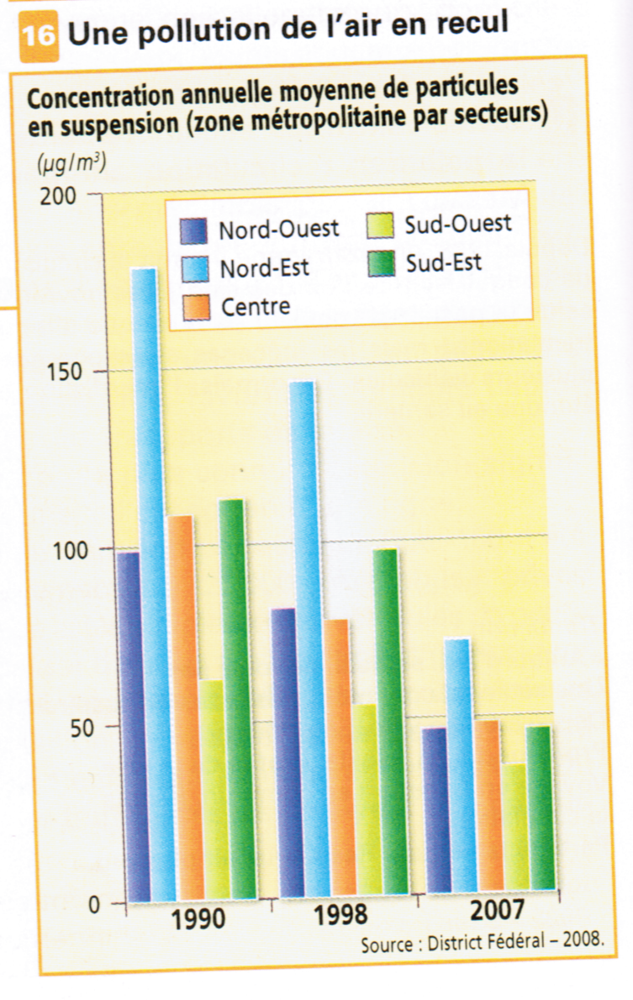 16 Une pollution de l'air en recul
Concentration annuelle moyenne de particules
en suspension (zone métropolitaine par secteurs)
(µg/m³)
200
150
100
50
0
Nord-Ouest
Nord-Est
Centre
Sud-Ouest
Sud-Est
1990
1998
2007
Source : District Fédéral – 2008.